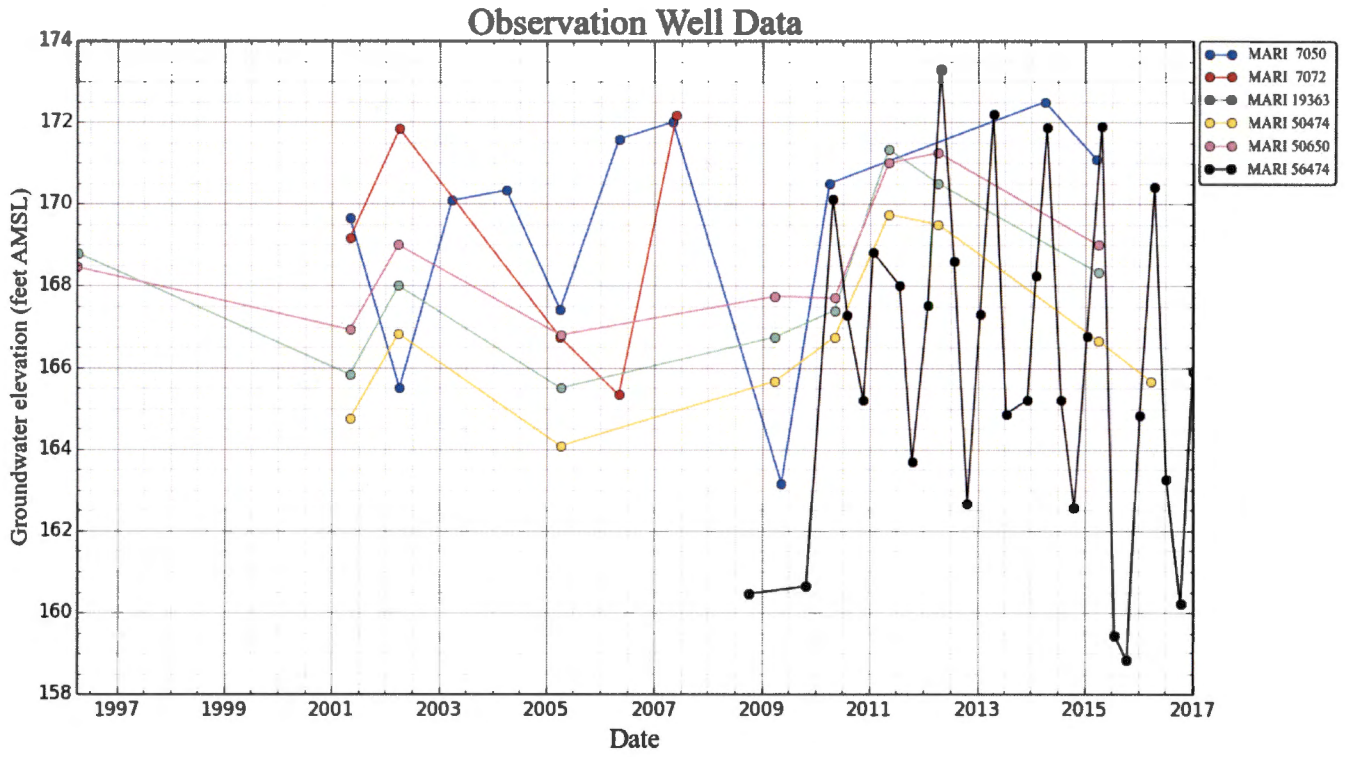 Observation Well Data
174
172
170
168
166
164
162
160
158
Groundwater elevation (feet AMSL)
1997 1999 2001 2003 2005 2007 2009 2011 2013 2015 2017
Date
MARI 7050
MARI 7072
MARI 19363
MARI 50474
MARI 50650
MARI 56474